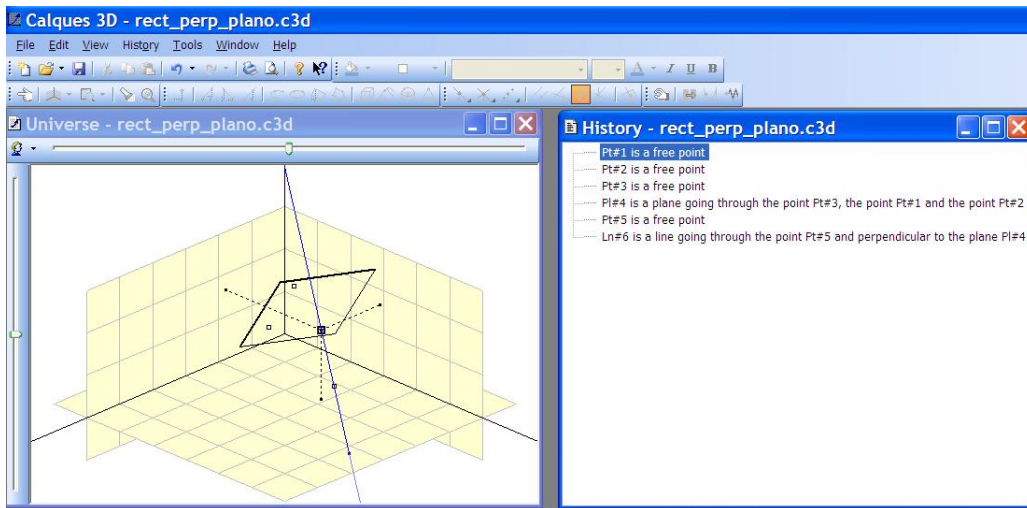 Calques 3D - rect_perp_plano.c3d
File Edit View History Tools Window Help
A I U B
Universe - rect_perp_plano.c3d
History - rect_perp_plano.c3d
Pt#1 is a free point
Pt#2 is a free point
Pt#3 is a free point
Pl#4 is a plane going through the point Pt#3, the point Pt#1 and the point Pt#2
Pt#5 is a free point
Ln#6 is a line going through the point Pt#5 and perpendicular to the plane Pl#4